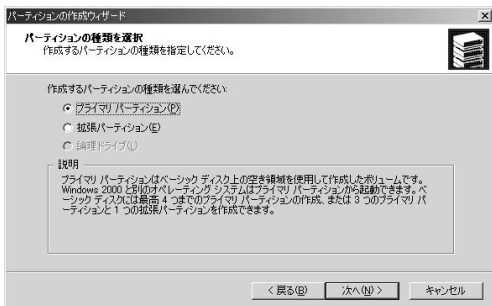 パーティションの作成ウィザード
パーティションの種類を選択
作成するパーティションの種類を指定してください。
作成するパーティションの種類を選んでください:
プライマリ パーティション(P)
拡張パーティション(E)
論理ドライブ(L)
説明
プライマリ パーティションはベーシック ディスク上の空き領域を使用して作成したボリュームです。
Windows 2000 と別のオペレーティング システムはプライマリ パーティションから起動できます。ベ
ーシック ディスクには最高 4 つまでのプライマリ パーティションの作成、または 3 つのプライマリ パ
ーティションと 1 つの拡張パーティションを作成できます。
< 戻る(B)
次へ(N) >
キャンセル